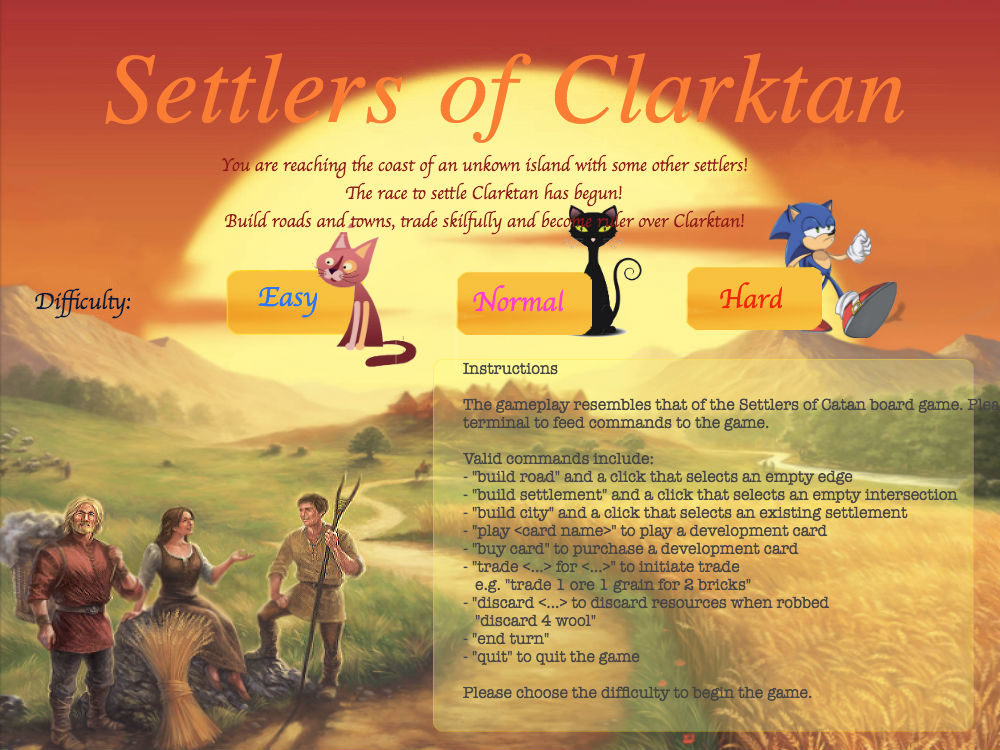 Settlers of Clarktan
You are reaching the coast of an unkown island with some other settlers!
The race to settle Clarktan has begun!
Build roads and towns, trade skilfully and become ruler over Clarktan!
Difficulty:
Easy
Normal
Hard
Instructions
The gameplay resembles that of the Settlers of Catan board game. Plea
terminal to feed commands to the game.
Valid commands include:
- "build road" and a click that selects an empty edge
- "build settlement" and a click that selects an empty intersection
- "build city" and a click that selects an existing settlement
- "play <card name>" to play a development card
- "buy card" to purchase a development card
- "trade <...> for <...>" to initiate trade
e.g. "trade 1 ore 1 grain for 2 bricks"
- "discard <...> to discard resources when robbed
"discard 4 wool"
- "end turn"
- "quit" to quit the game
Please choose the difficulty to begin the game.